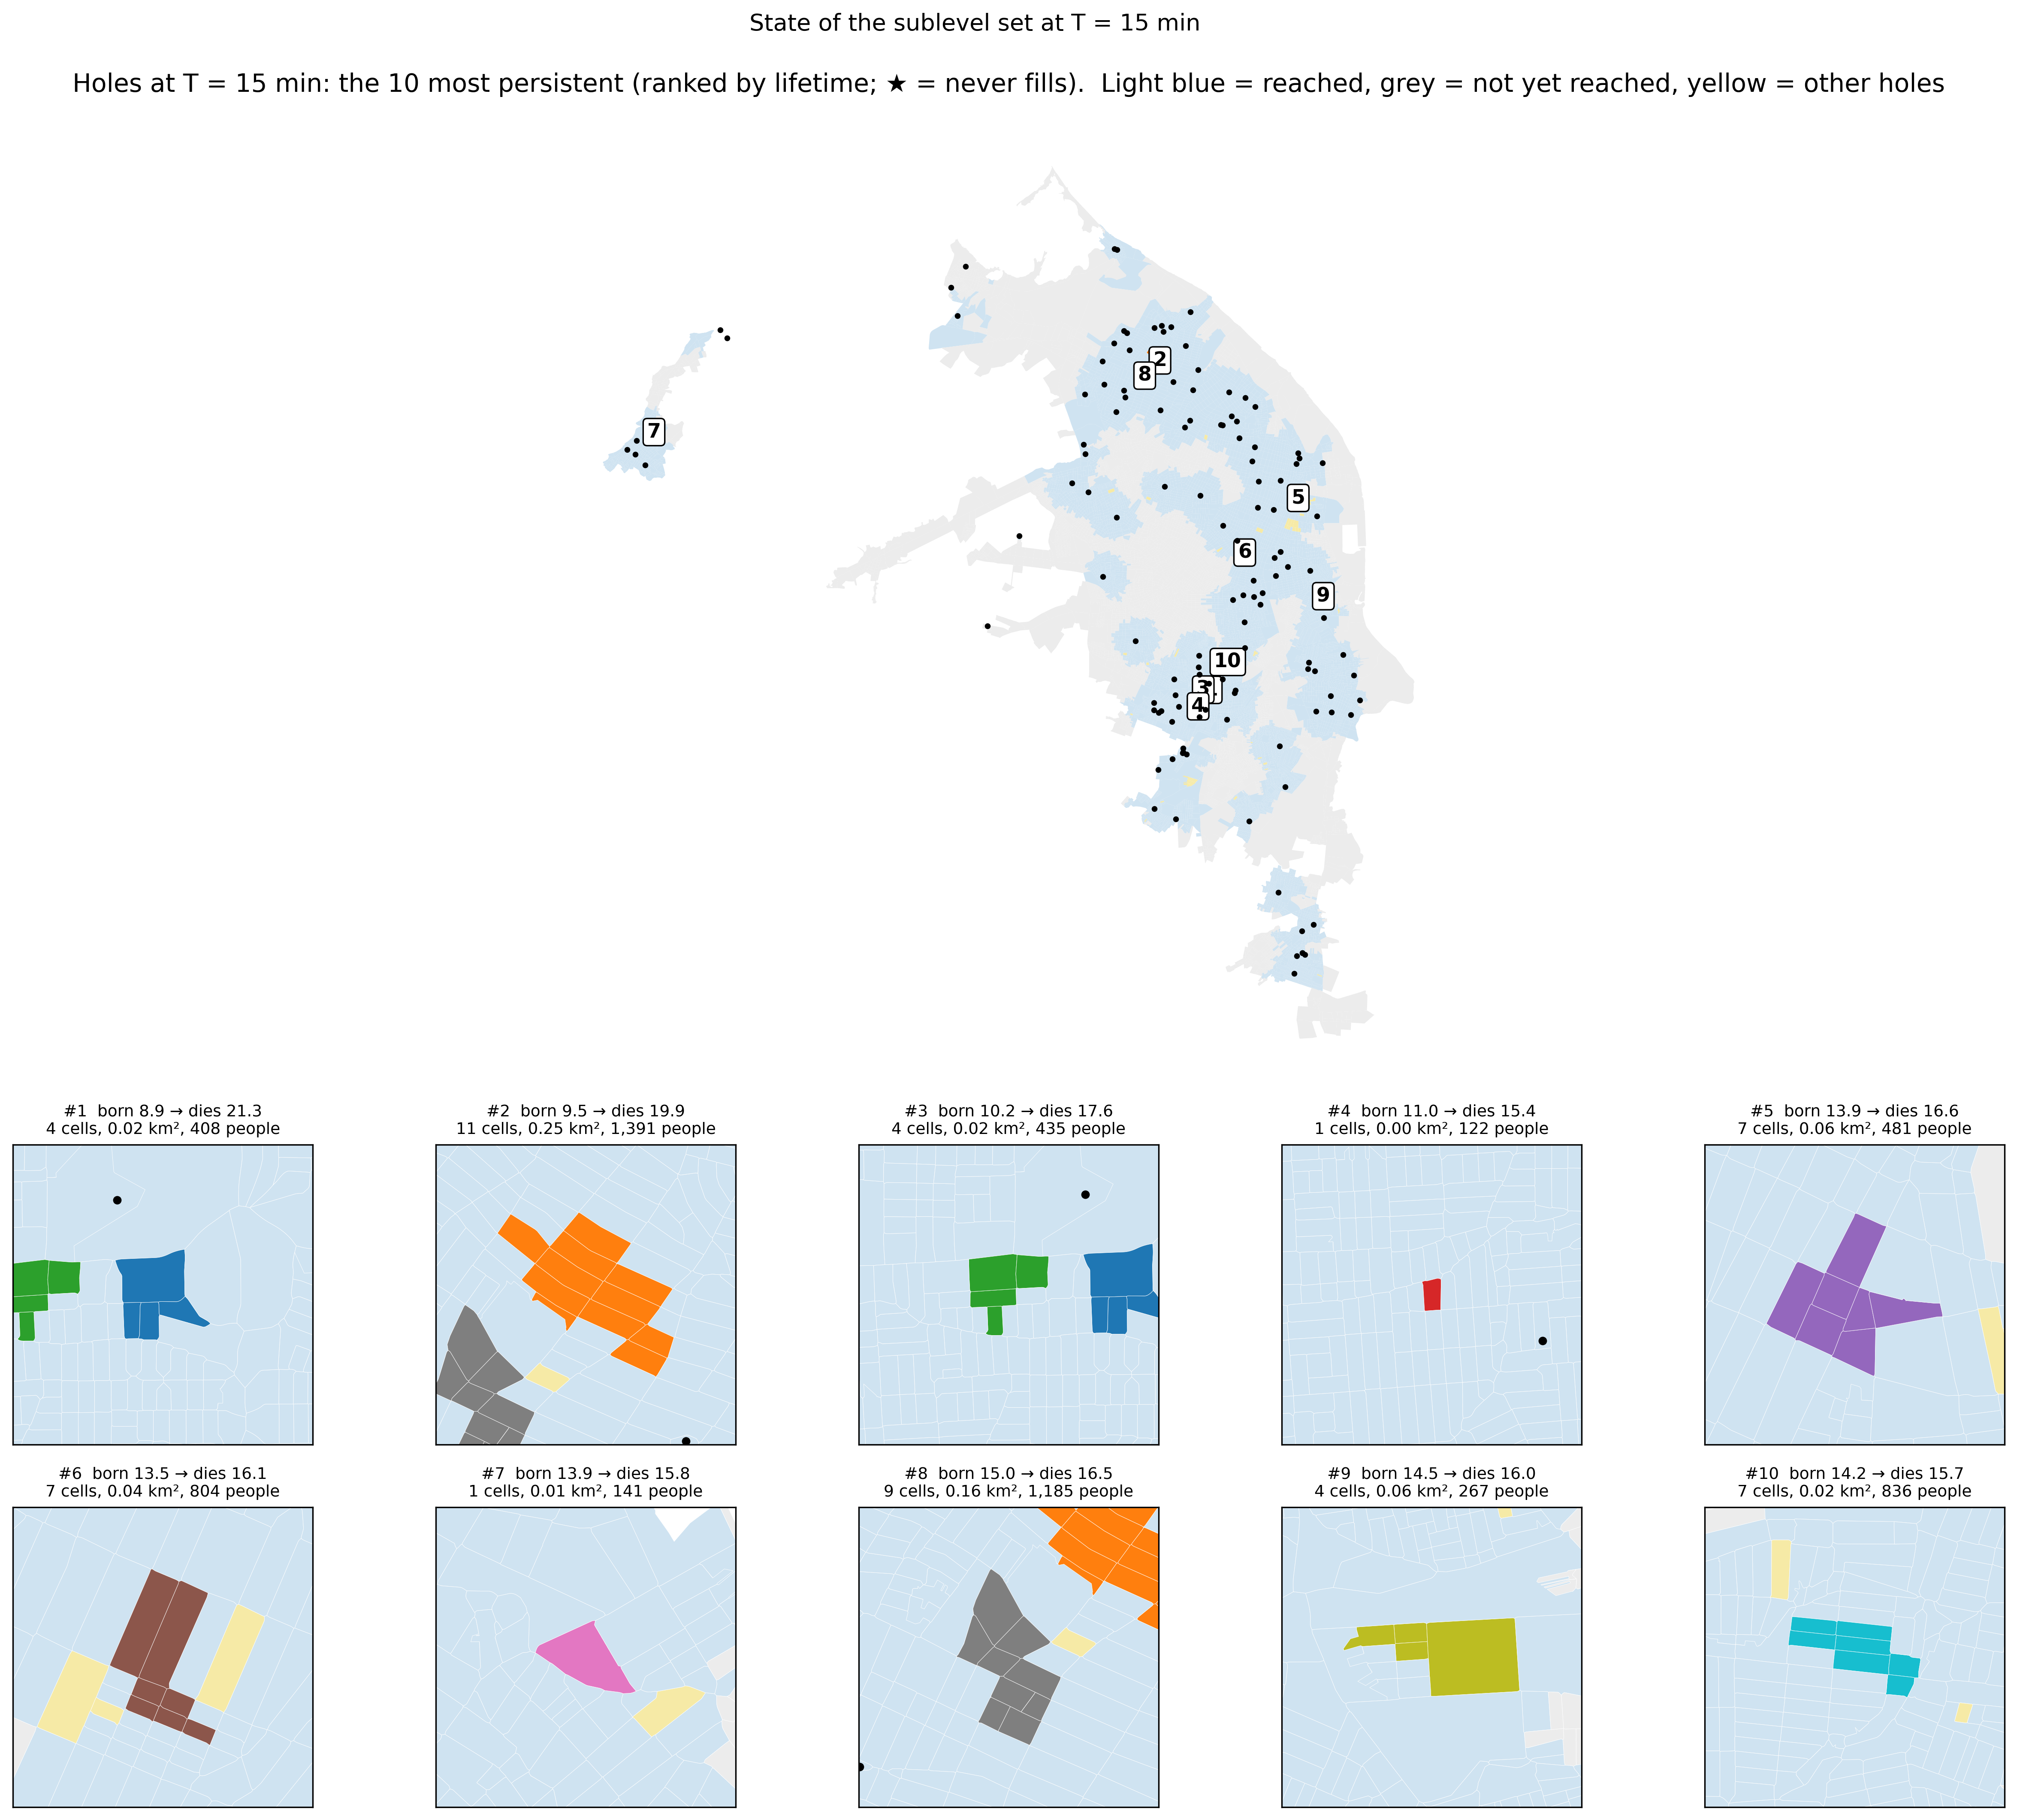 State of the sublevel set at T = 15 min
Holes at T = 15 min: the 10 most persistent (ranked by lifetime; ★ = never fills).  Light blue = reached, grey = not yet reached, yellow = other holes
2
8
7
5
6
9
10
3
4
#1  born 8.9 → dies 21.3
4 cells, 0.02 km², 408 people
#2  born 9.5 → dies 19.9
11 cells, 0.25 km², 1,391 people
#3  born 10.2 → dies 17.6
4 cells, 0.02 km², 435 people
#4  born 11.0 → dies 15.4
1 cells, 0.00 km², 122 people
#5  born 13.9 → dies 16.6
7 cells, 0.06 km², 481 people
#6  born 13.5 → dies 16.1
7 cells, 0.04 km², 804 people
#7  born 13.9 → dies 15.8
1 cells, 0.01 km², 141 people
#8  born 15.0 → dies 16.5
9 cells, 0.16 km², 1,185 people
#9  born 14.5 → dies 16.0
4 cells, 0.06 km², 267 people
#10  born 14.2 → dies 15.7
7 cells, 0.02 km², 836 people